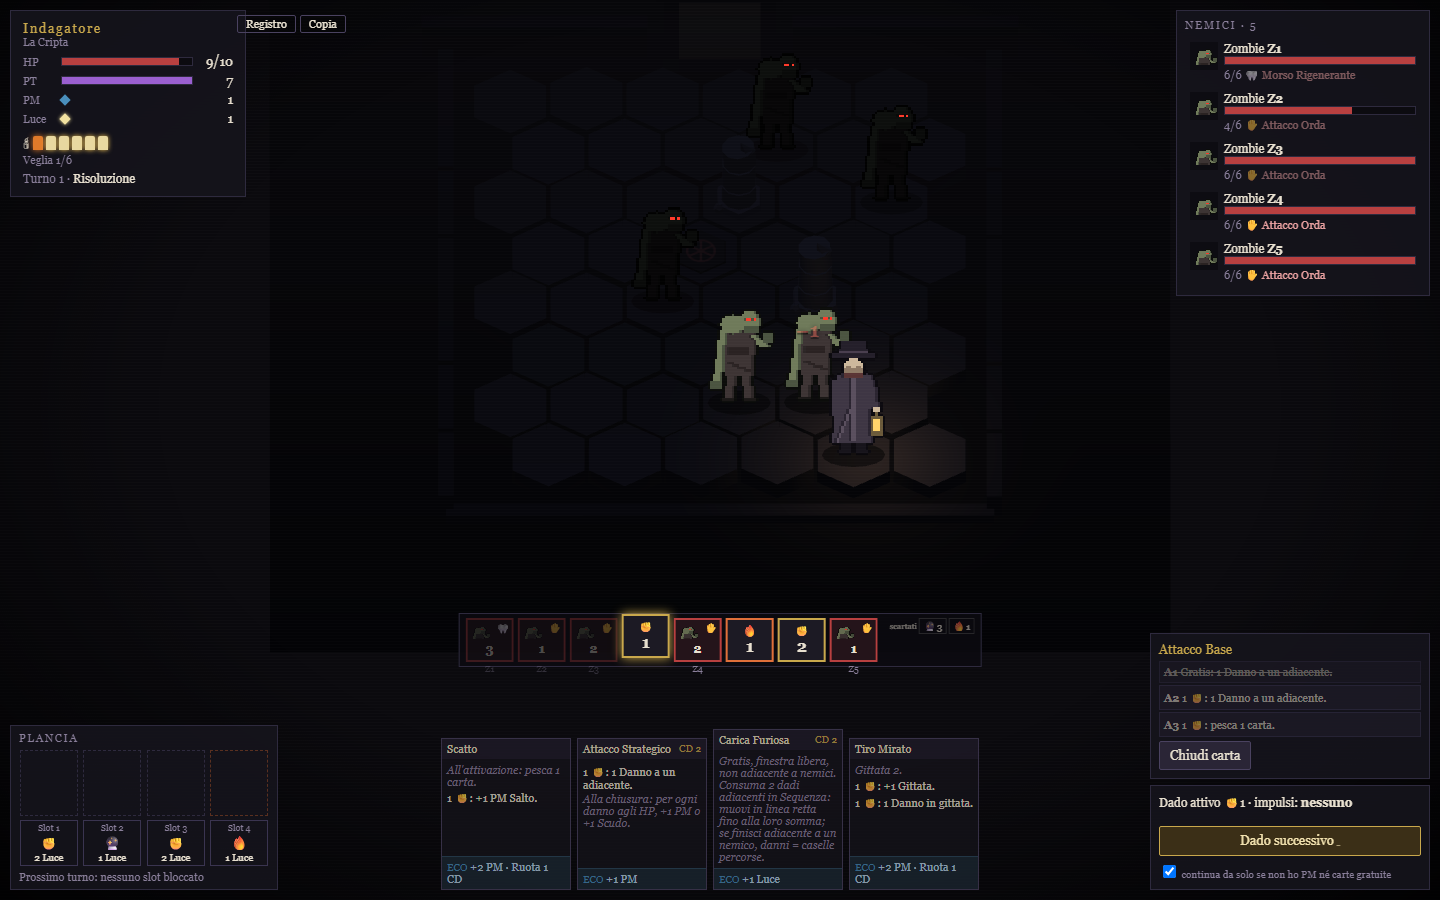 Indagatore
La Cripta
HP 9/10
PT 7
PM 1
Luce 1
Veglia 1/6
Turno 1 · Risoluzione
Registro
Copia
NEMICI · 5
Zombie Z1
6/6 Morso Rigenerante
Zombie Z2
4/6 Attacco Orda
Zombie Z3
6/6 Attacco Orda
Zombie Z4
6/6 Attacco Orda
Zombie Z5
6/6 Attacco Orda
1
3 1 2 1 2 1 2 1
scartati 3 1
Z1 Z2 Z3 Z4 Z5
Attacco Base
A1 Gratis: 1 Danno a un adiacente.
A2 1 ✊: 1 Danno a un adiacente.
A3 1 ✊: pesca 1 carta.
Chiudi carta
Dado attivo ✊ 1 · impulsi: nessuno
Dado successivo
continua da solo se non ho PM né carte gratuite
PLANCIA
Slot 1
2 Luce
Slot 2
1 Luce
Slot 3
2 Luce
Slot 4
1 Luce
Prossimo turno: nessuno slot bloccato
Scatto
All'attivazione: pesca 1
carta.
1 ✊: +1 PM Salto.
ECO +2 PM · Ruota 1
CD
Attacco Strategico CD 2
1 ✊: 1 Danno a un
adiacente.
Alla chiusura: per ogni
danno agli HP, +1 PM o
+1 Scudo.
ECO +1 PM
Carica Furiosa CD 2
Gratis, finestra libera,
non adiacente a nemici.
Consuma 2 dadi
adiacenti in Sequenza:
muovi in linea retta
fino alla loro somma;
se finisci adiacente a un
nemico, danni = caselle
percorse.
ECO +1 Luce
Tiro Mirato
Gittata 2.
1 ✊: +1 Gittata.
1 ✊: 1 Danno in gittata.
ECO +2 PM · Ruota 1
CD